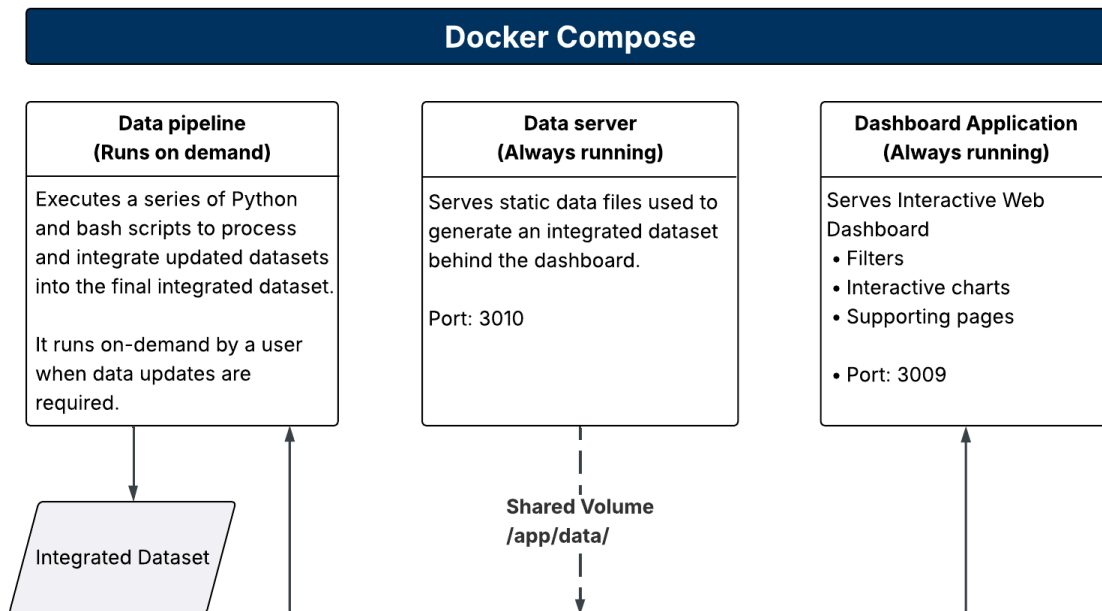 Docker Compose
Data pipeline
(Runs on demand)
Executes a series of Python
and bash scripts to process
and integrate updated datasets
into the final integrated dataset.
It runs on-demand by a user
when data updates are
required.
Data server
(Always running)
Serves static data files used to
generate an integrated dataset
behind the dashboard.
Port: 3010
Dashboard Application
(Always running)
Serves Interactive Web
Dashboard
• Filters
• Interactive charts
• Supporting pages
• Port: 3009
Shared Volume
/app/data/
Integrated Dataset